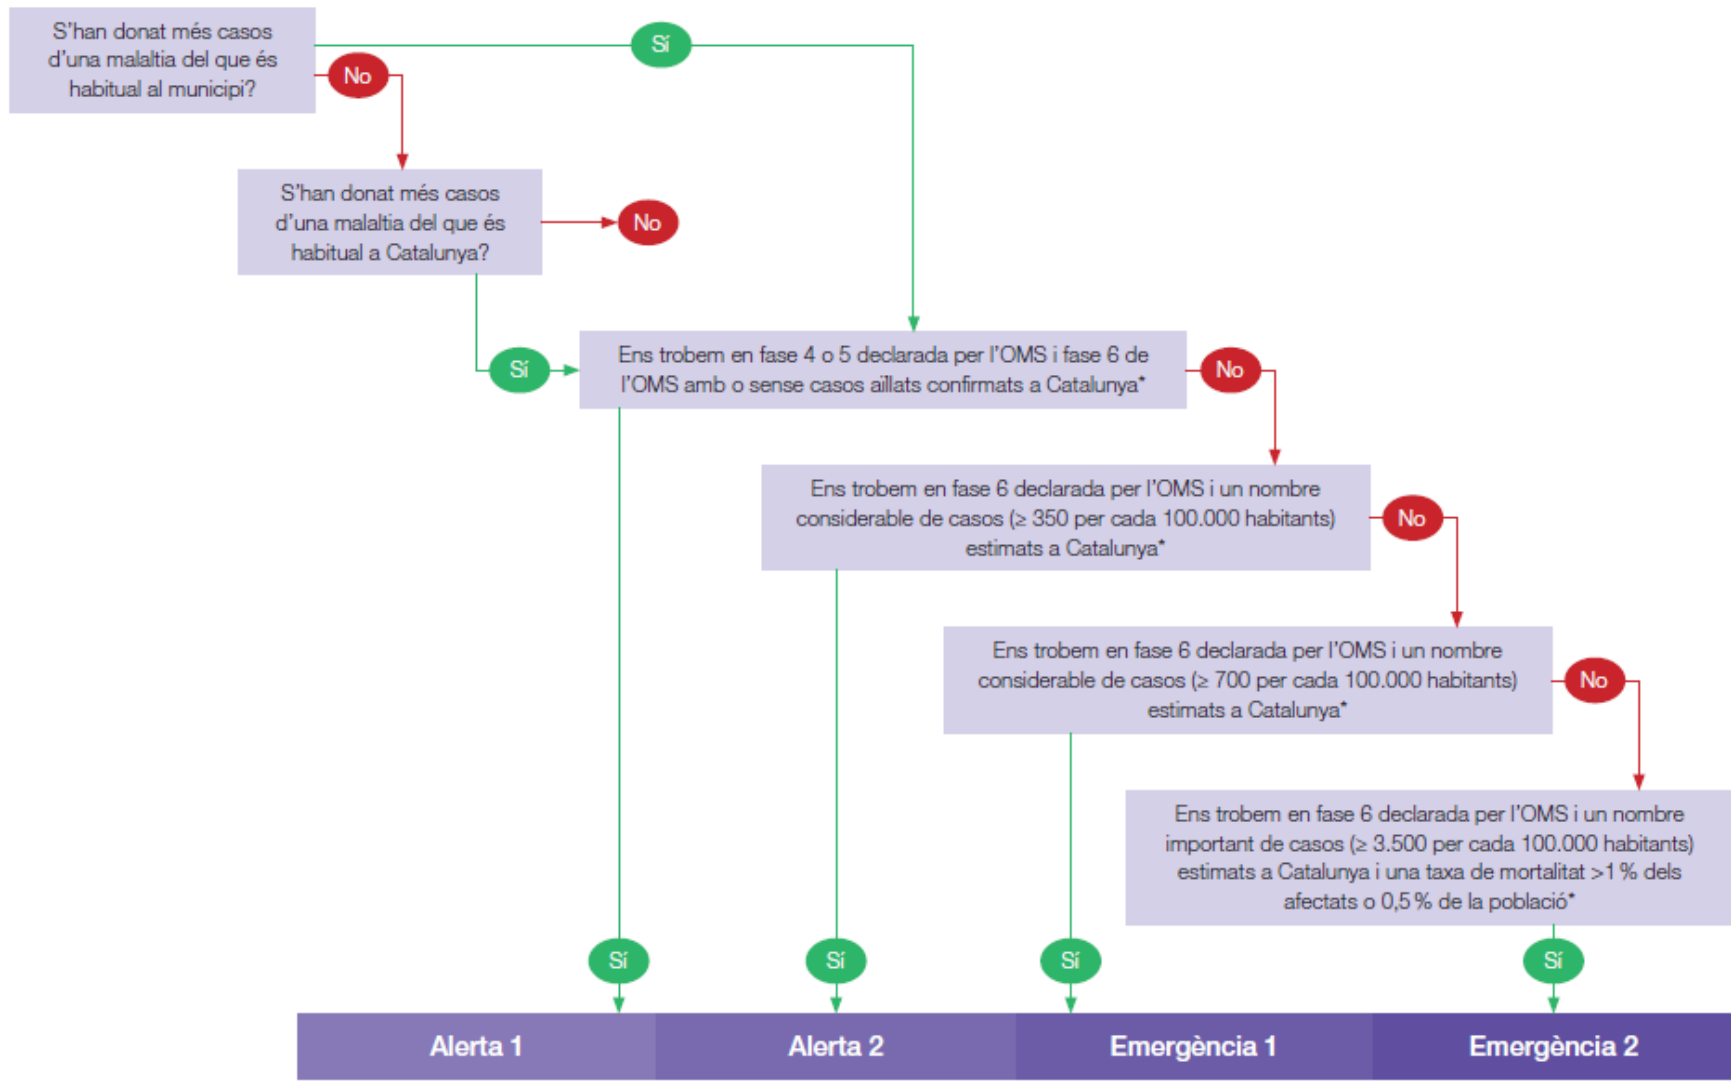 S'han donat més casos
d'una malaltia del que és
habitual al municipi?
Sí
No
S'han donat més casos
d'una malaltia del que és
habitual a Catalunya?
No
Sí
Ens trobem en fase 4 o 5 declarada per l'OMS i fase 6 de
l'OMS amb o sense casos aïllats confirmats a Catalunya*
No
Ens trobem en fase 6 declarada per l'OMS i un nombre
considerable de casos (≥ 350 per cada 100.000 habitants)
estimats a Catalunya*
No
Ens trobem en fase 6 declarada per l'OMS i un nombre
considerable de casos (≥ 700 per cada 100.000 habitants)
estimats a Catalunya*
No
Ens trobem en fase 6 declarada per l'OMS i un nombre
important de casos (≥ 3.500 per cada 100.000 habitants)
estimats a Catalunya i una taxa de mortalitat >1 % dels
afectats o 0,5 % de la població*
Sí
Sí
Sí
Sí
Alerta 1
Alerta 2
Emergència 1
Emergència 2